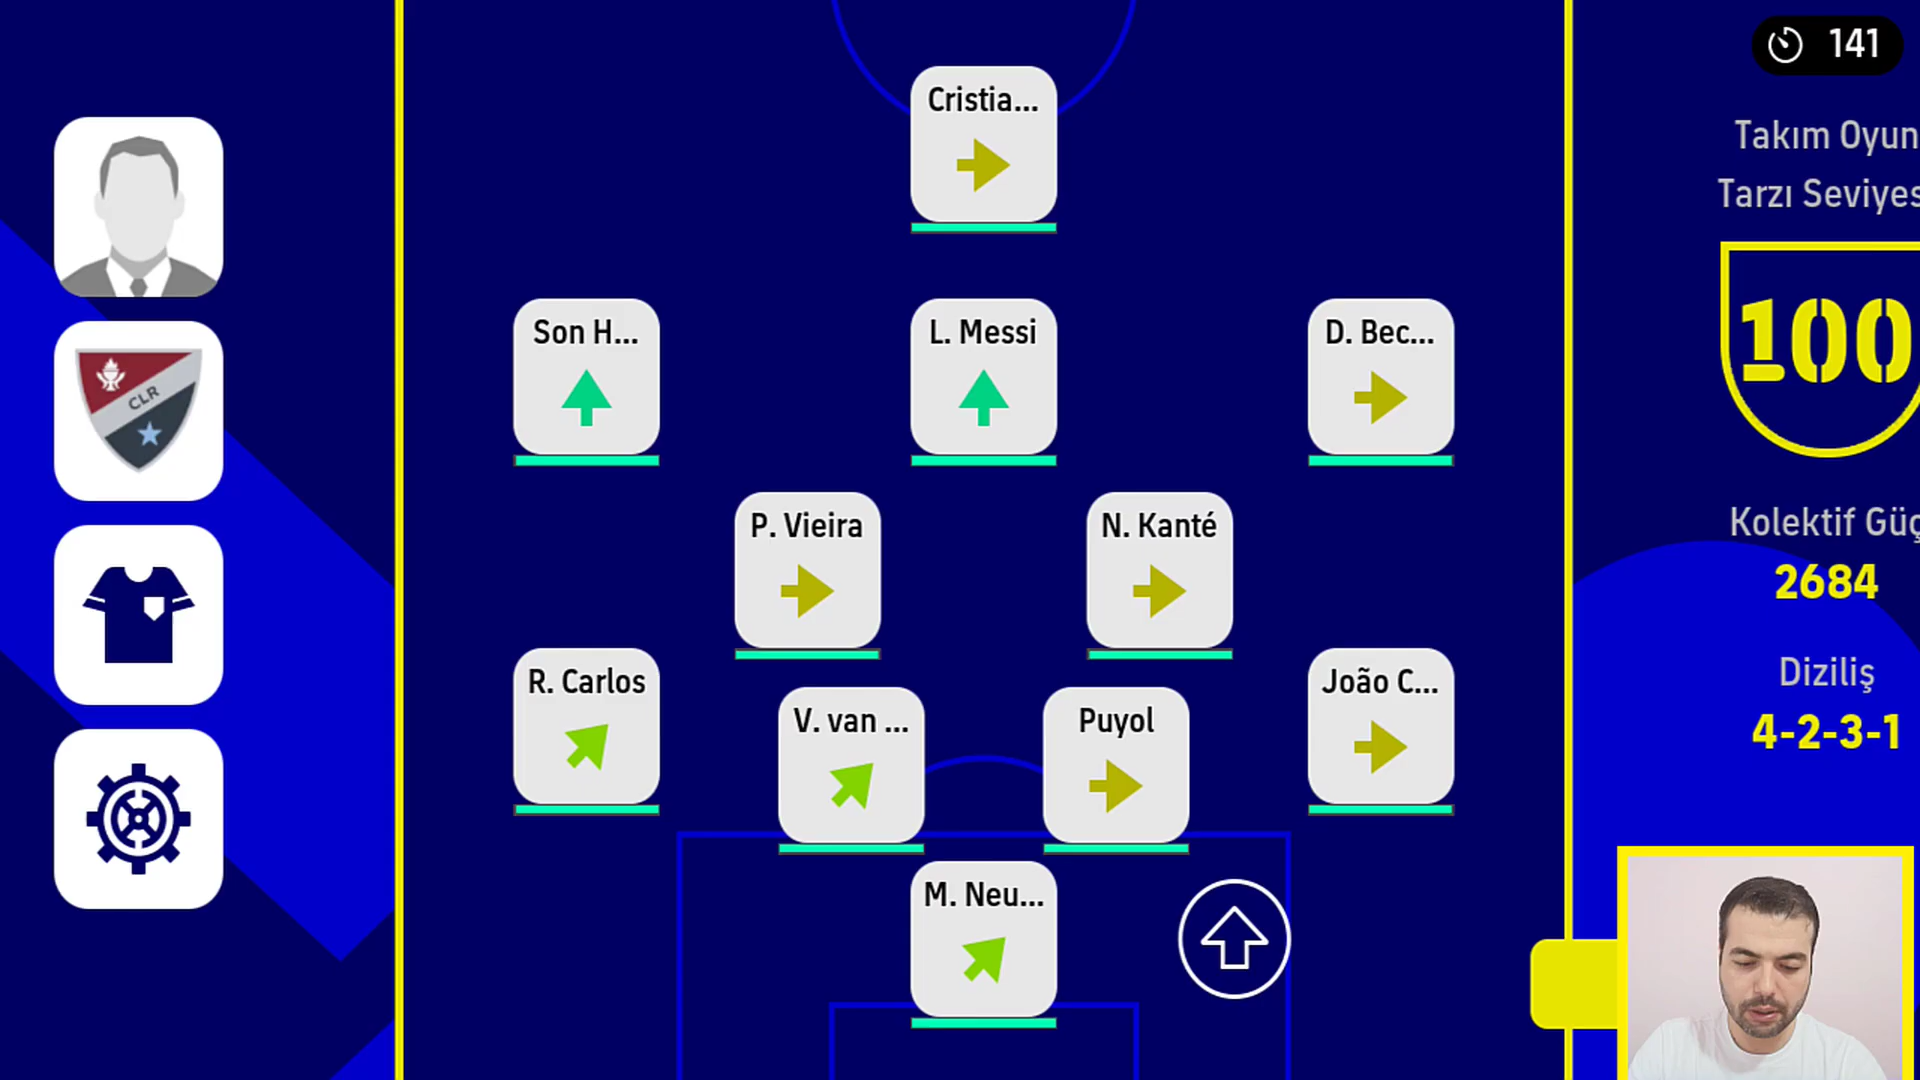 141
Cristia...
Takım Oyun
Tarzı Seviyes
100
Son H...
L. Messi
D. Bec...
CLR
P. Vieira
N. Kanté
Kolektif Güç
2684
R. Carlos
V. van ...
Puyol
João C...
Diziliş
4-2-3-1
M. Neu...